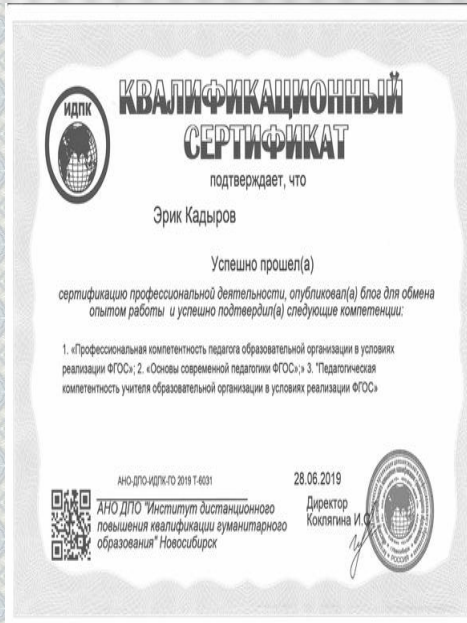 ИДПК
КВАЛИФИКАЦИОННЫЙ
СЕРТИФИКАТ
подтверждает, что
Эрик Кадыров
Успешно прошел(а)
сертификацию профессиональной деятельности, опубликовал(а) блог для обмена
опытом работы и успешно подтвердил(а) следующие компетенции:
1. «Профессиональная компетентность педагога образовательной организации в условиях
реализации ФГОС»; 2. «Основы современной педагогики ФГОС»;» 3. "Педагогическая
компетентность учителя образовательной организации в условиях реализации ФГОС»
АНО-ДПО-ИДПК-ГО 2019 Т-6031
28.06.2019
АНО ДПО "Институт дистанционного
повышения квалификации гуманитарного
образования" Новосибирск
Директор
Коклягина И.С.
РОССИЯ